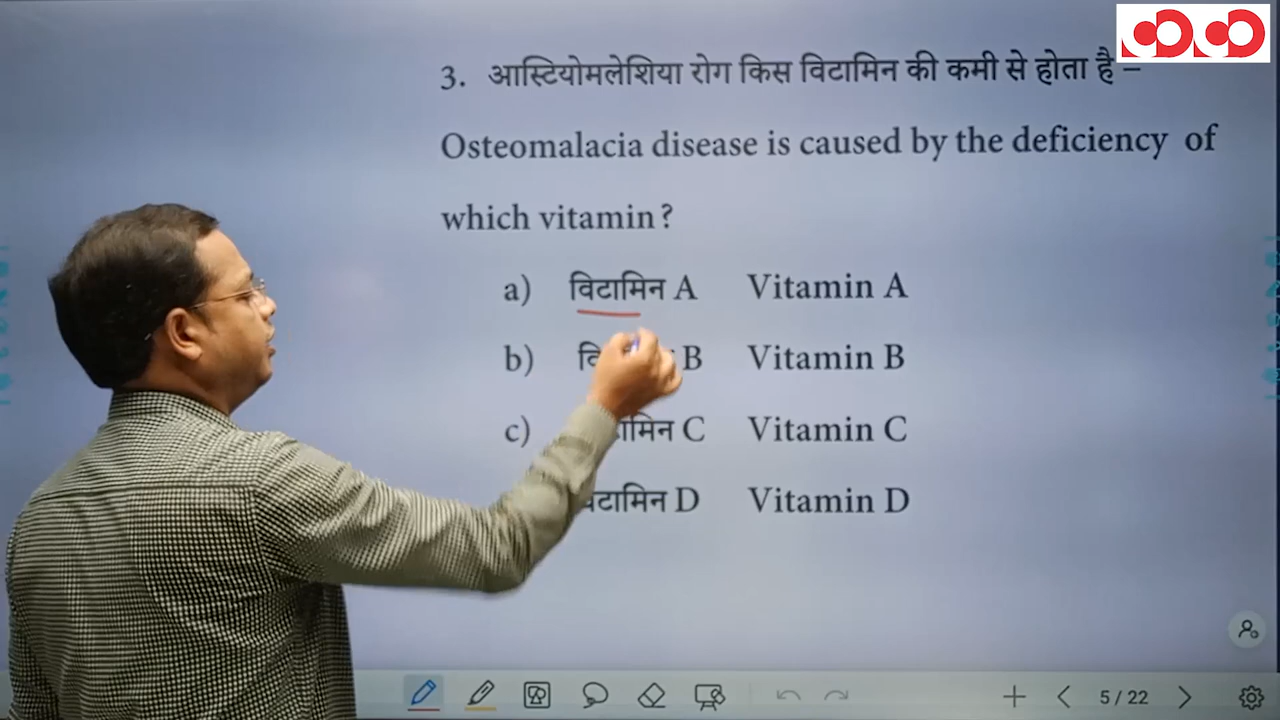 3. आस्टियोमलेशिया रोग किस विटामिन की कमी से होता है –
Osteomalacia disease is caused by the deficiency of
which vitamin?
a) विटामिन A Vitamin A
b) B Vitamin B
c) C Vitamin C
D Vitamin D
5 / 22